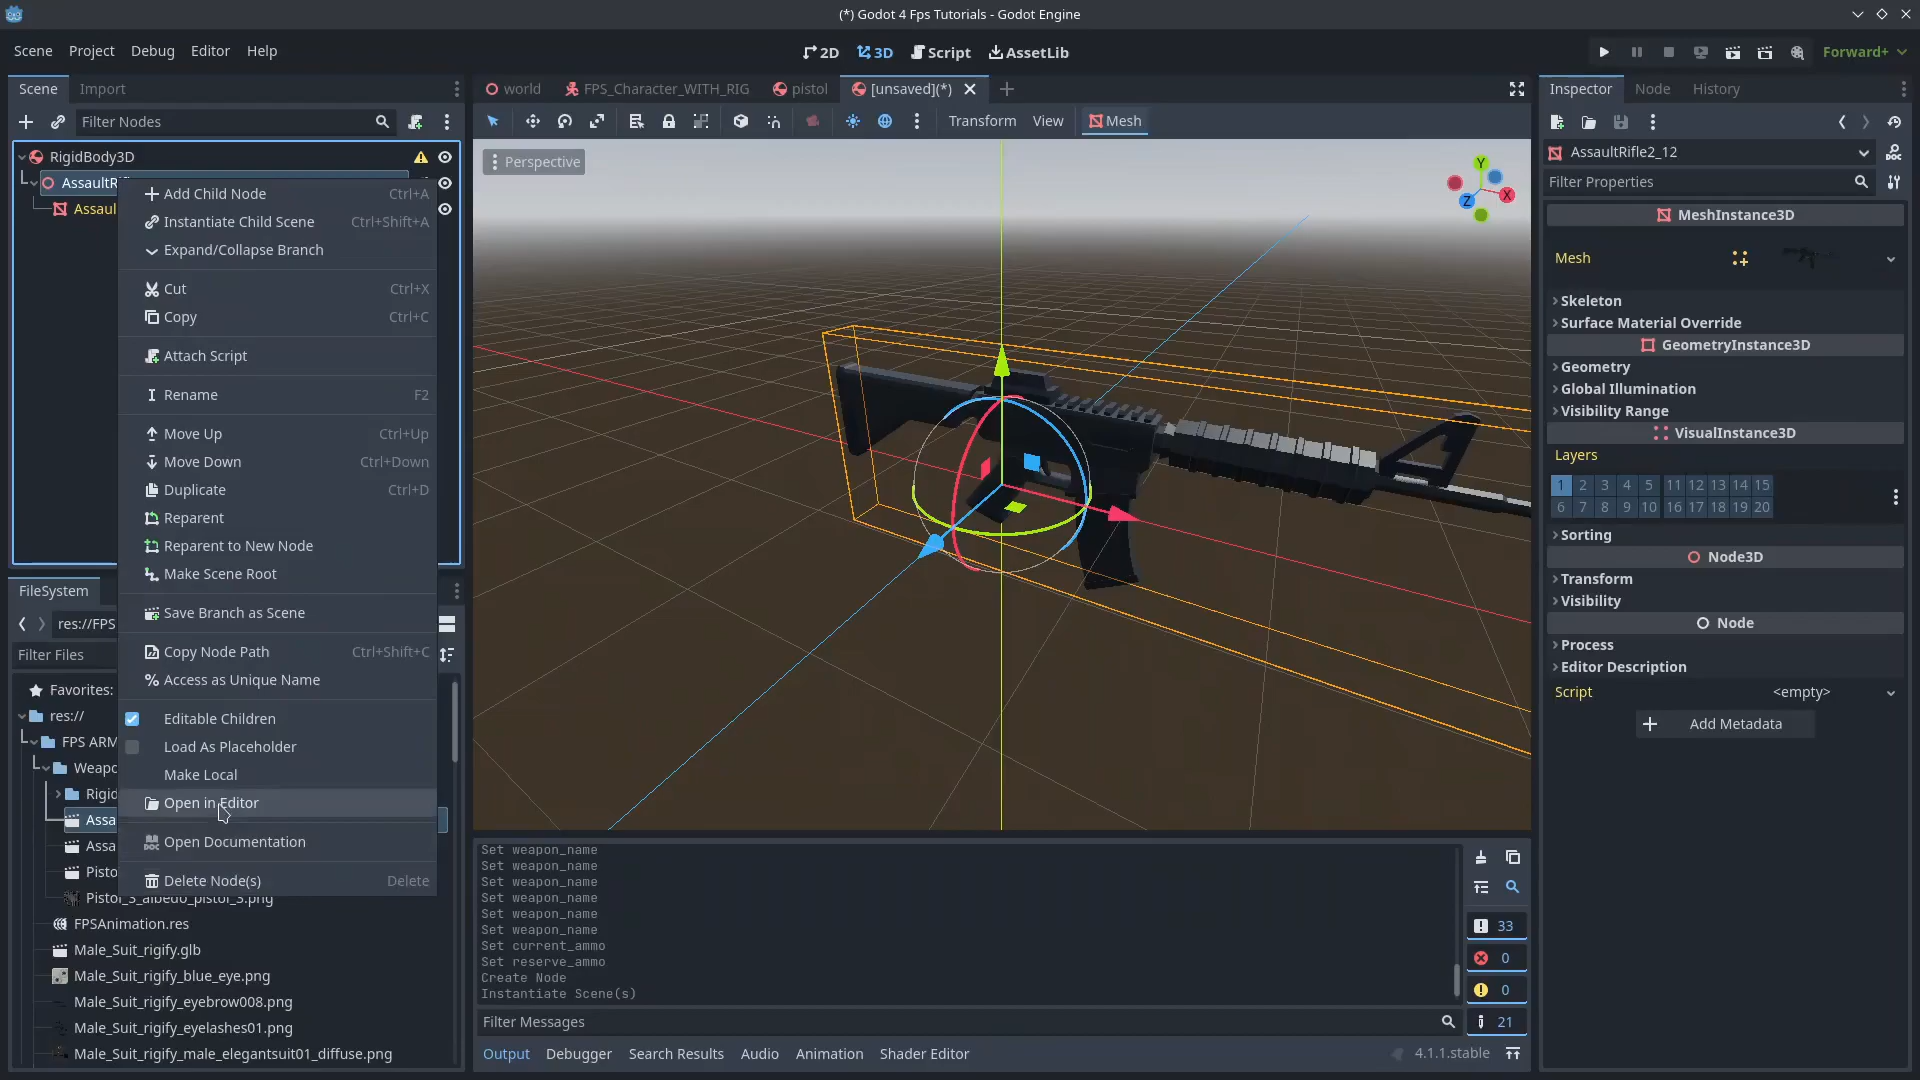 (*) Godot 4 Fps Tutorials - Godot Engine
Scene Project Debug Editor Help
2D 3D Script AssetLib
Forward+
Scene Import
Filter Nodes
RigidBody3D
AssaultRif
Assaul
Add Child Node Ctrl+A
Instantiate Child Scene Ctrl+Shift+A
Expand/Collapse Branch
Cut Ctrl+X
Copy Ctrl+C
Attach Script
Rename F2
Move Up Ctrl+Up
Move Down Ctrl+Down
Duplicate Ctrl+D
Reparent
Reparent to New Node
Make Scene Root
Save Branch as Scene
Copy Node Path Ctrl+Shift+C
Access as Unique Name
Editable Children
Load As Placeholder
Make Local
Open in Editor
Open Documentation
Delete Node(s) Delete
FileSystem
res://FPS
Filter Files
Favorites:
res://
FPS ARM
Weapo
Rigid
Assa
Assa
Pisto
Pistol_3_albedo_pistol_3.png
FPSAnimation.res
Male_Suit_rigify.glb
Male_Suit_rigify_blue_eye.png
Male_Suit_rigify_eyebrow008.png
Male_Suit_rigify_eyelashes01.png
Male_Suit_rigify_male_elegantsuit01_diffuse.png
world FPS_Character_WITH_RIG pistol [unsaved](*)
Transform View Mesh
Perspective
Y
X
Z
Set weapon_name
Set weapon_name
Set weapon_name
Set weapon_name
Set weapon_name
Set weapon_name
Set current_ammo
Set reserve_ammo
Create Node
Instantiate Scene(s)
33
0
0
21
Filter Messages
Output Debugger Search Results Audio Animation Shader Editor
4.1.1.stable
Inspector Node History
AssaultRifle2_12
Filter Properties
MeshInstance3D
Mesh
Skeleton
Surface Material Override
GeometryInstance3D
Geometry
Global Illumination
Visibility Range
VisualInstance3D
Layers
1 2 3 4 5 11 12 13 14 15
6 7 8 9 10 16 17 18 19 20
Sorting
Node3D
Transform
Visibility
Node
Process
Editor Description
Script <empty>
Add Metadata